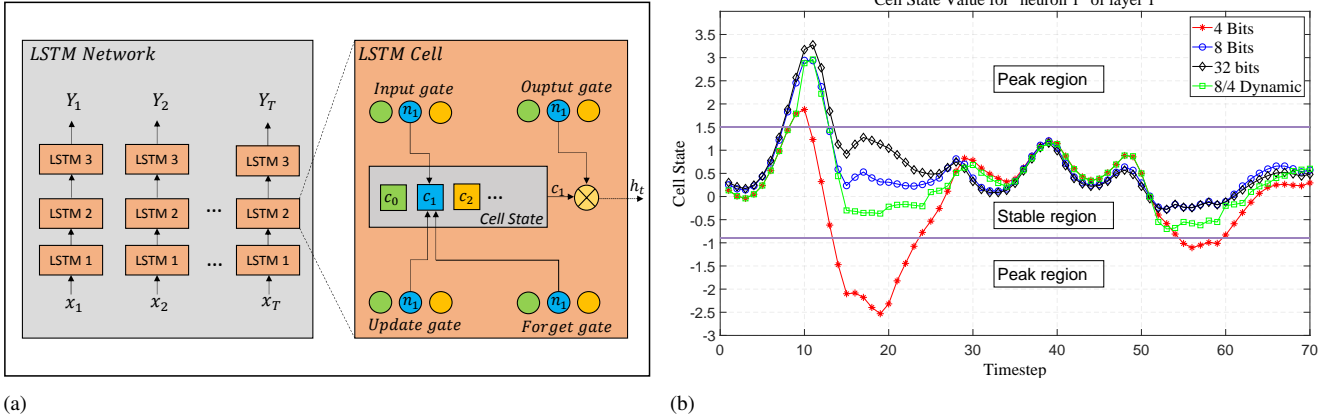 LSTM Network
Y1 Y2 YT
LSTM 3 LSTM 3 LSTM 3
LSTM 2 LSTM 2 ... LSTM 2
LSTM 1 LSTM 1 ... LSTM 1
x1 x2 xT
LSTM Cell
Input gate Ouptut gate
n1 n1
c0 c1 c2 ... c1 ht
Cell State
n1 n1
Update gate Forget gate
(a)
Cell State Value for "neuron 1" of layer 1
4 Bits
8 Bits
32 bits
8/4 Dynamic
Peak region
Stable region
Peak region
Cell State
3.5
3
2.5
2
1.5
1
0.5
0
-0.5
-1
-1.5
-2
-2.5
-3
0 10 20 30 40 50 60 70
Timestep
(b)